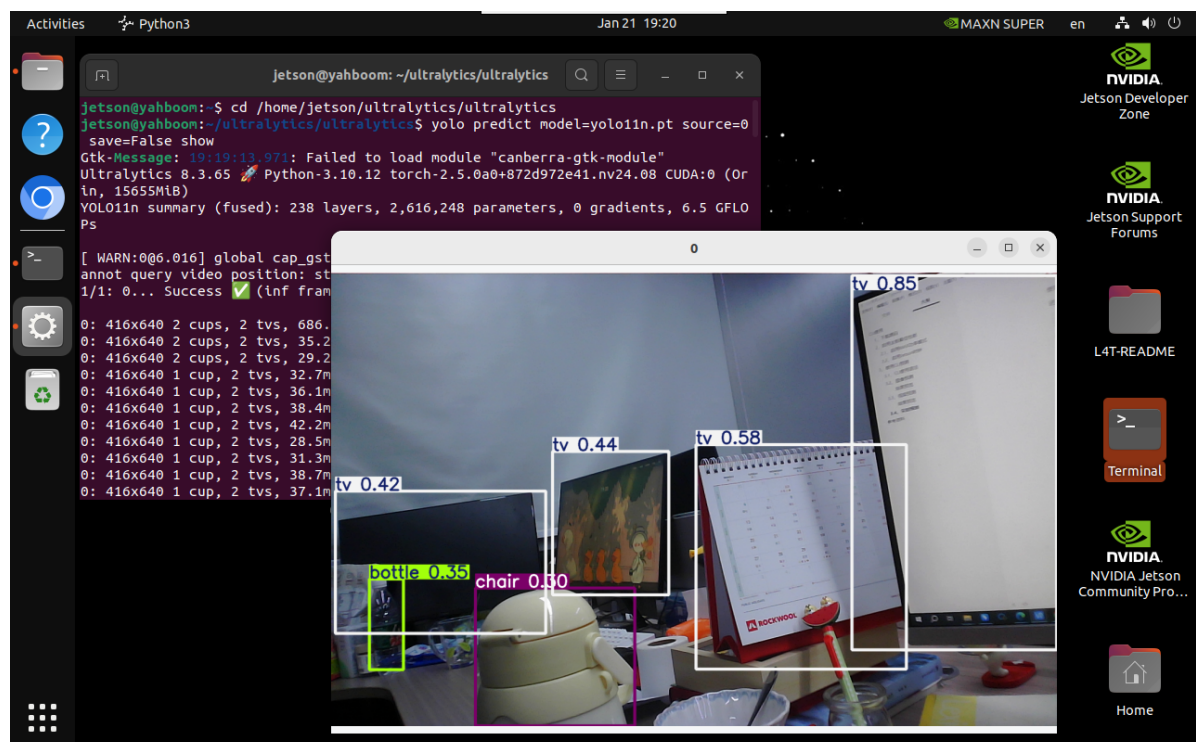 Activities
Python3
Jan 21 19:20
MAXN SUPER
en
jetson@yahboom: ~/ultralytics/ultralytics
jetson@yahboom:~$ cd /home/jetson/ultralytics/ultralytics
jetson@yahboom:~/ultralytics/ultralytics$ yolo predict model=yolo11n.pt source=0
save=False show
Gtk-Message: 19:19:13.971: Failed to load module "canberra-gtk-module"
Ultralytics 8.3.65 🚀 Python-3.10.12 torch-2.5.0a0+872d972e41.nv24.08 CUDA:0 (Or
in, 15655MiB)
YOLO11n summary (fused): 238 layers, 2,616,248 parameters, 0 gradients, 6.5 GFLO
Ps
[ WARN:0@6.016] global cap_gst
annot query video position: st
1/1: 0... Success ✅ (inf fram
0: 416x640 2 cups, 2 tvs, 686.
0: 416x640 2 cups, 2 tvs, 35.2
0: 416x640 2 cups, 2 tvs, 29.2
0: 416x640 1 cup, 2 tvs, 32.7m
0: 416x640 1 cup, 2 tvs, 36.1m
0: 416x640 1 cup, 2 tvs, 38.4m
0: 416x640 1 cup, 2 tvs, 42.2m
0: 416x640 1 cup, 2 tvs, 28.5m
0: 416x640 1 cup, 2 tvs, 31.3m
0: 416x640 1 cup, 2 tvs, 38.7m
0: 416x640 1 cup, 2 tvs, 37.1m
0
tv 0.85
tv 0.58
tv 0.44
tv 0.42
bottle 0.35
chair 0.30
ROCKWOOL
NVIDIA
Jetson Developer
Zone
NVIDIA
Jetson Support
Forums
L4T-README
Terminal
NVIDIA
NVIDIA Jetson
Community Pro...
Home